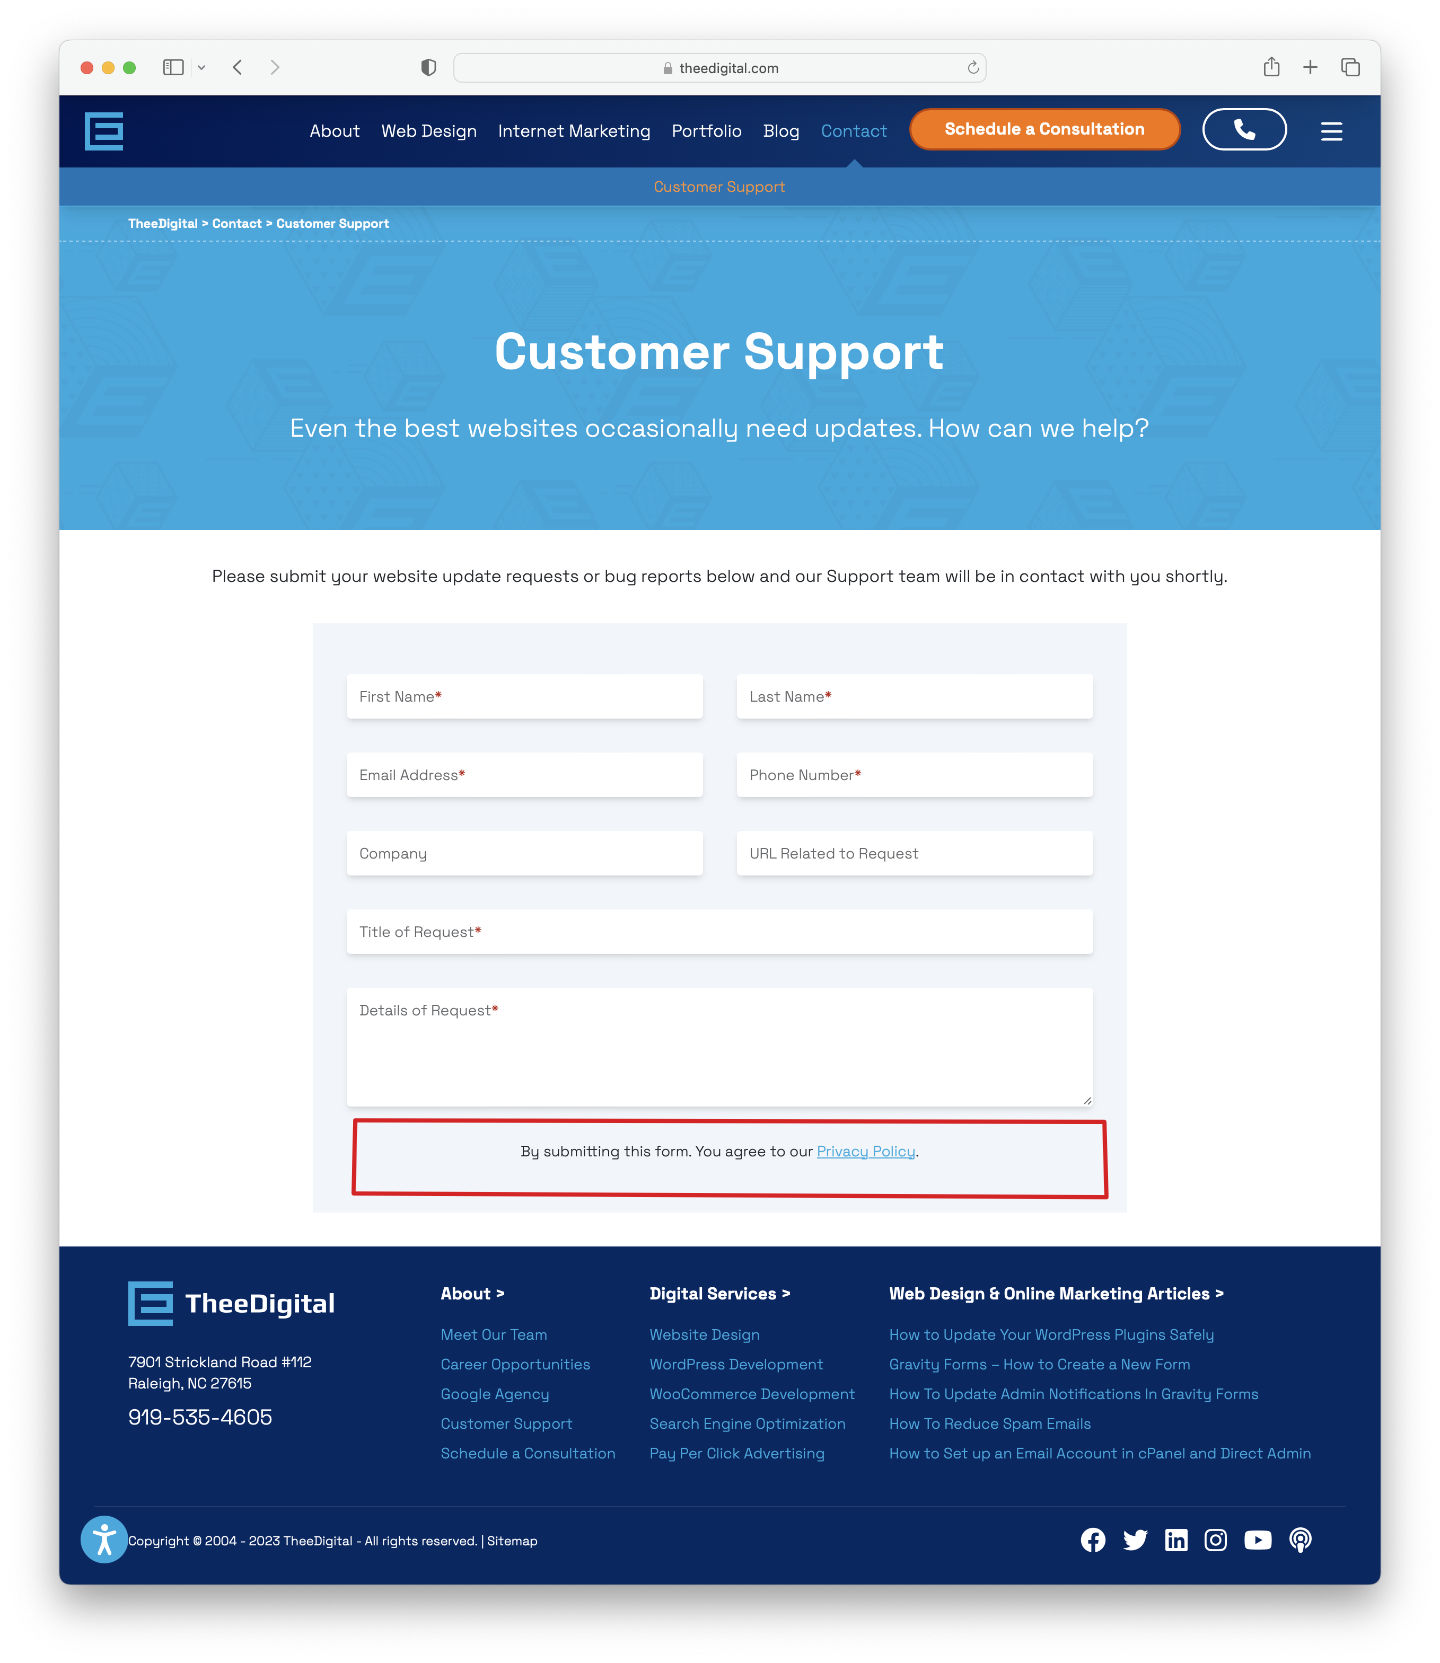 theedigital.com
About Web Design Internet Marketing Portfolio Blog Contact Schedule a Consultation
Customer Support
TheeDigital > Contact > Customer Support
Customer Support
Even the best websites occasionally need updates. How can we help?
Please submit your website update requests or bug reports below and our Support team will be in contact with you shortly.
First Name* Last Name*
Email Address* Phone Number*
Company URL Related to Request
Title of Request*
Details of Request*
By submitting this form. You agree to our Privacy Policy.
TheeDigital
7901 Strickland Road #112
Raleigh, NC 27615
919-535-4605
About >
Meet Our Team
Career Opportunities
Google Agency
Customer Support
Schedule a Consultation
Digital Services >
Website Design
WordPress Development
WooCommerce Development
Search Engine Optimization
Pay Per Click Advertising
Web Design & Online Marketing Articles >
How to Update Your WordPress Plugins Safely
Gravity Forms – How to Create a New Form
How To Update Admin Notifications In Gravity Forms
How To Reduce Spam Emails
How to Set up an Email Account in cPanel and Direct Admin
Copyright © 2004 - 2023 TheeDigital - All rights reserved. | Sitemap